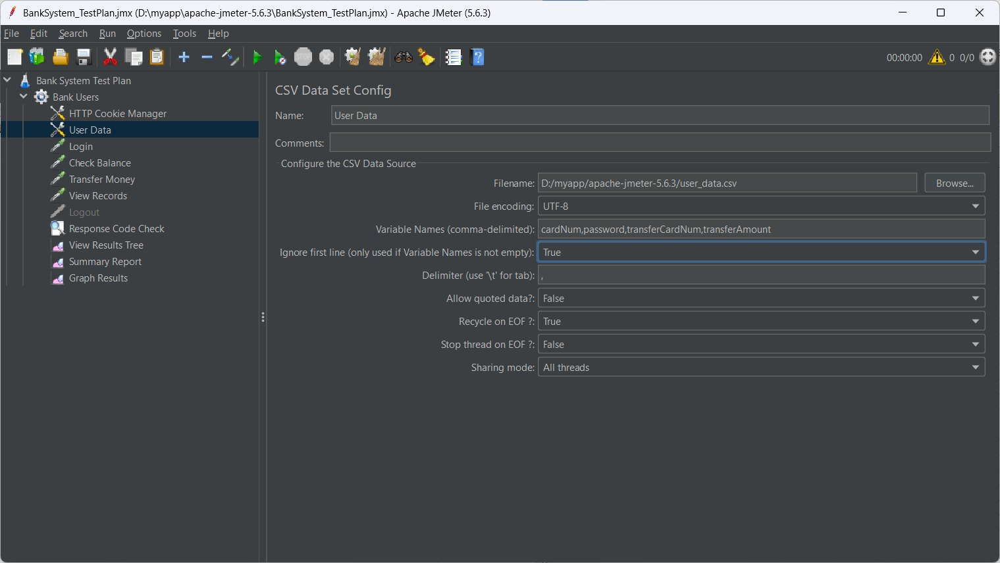 BankSystem_TestPlan.jmx (D:\myapp\apache-jmeter-5.6.3\BankSystem_TestPlan.jmx) - Apache JMeter (5.6.3)
File Edit Search Run Options Tools Help
STOP 00:00:00 0 0/0
Bank System Test Plan
Bank Users
HTTP Cookie Manager
User Data
Login
Check Balance
Transfer Money
View Records
Logout
Response Code Check
View Results Tree
Summary Report
Graph Results
CSV Data Set Config
Name: User Data
Comments:
Configure the CSV Data Source
Filename: D:/myapp/apache-jmeter-5.6.3/user_data.csv Browse...
File encoding: UTF-8
Variable Names (comma-delimited): cardNum,password,transferCardNum,transferAmount
Ignore first line (only used if Variable Names is not empty): True
Delimiter (use '\t' for tab): ,
Allow quoted data?: False
Recycle on EOF ?: True
Stop thread on EOF ?: False
Sharing mode: All threads